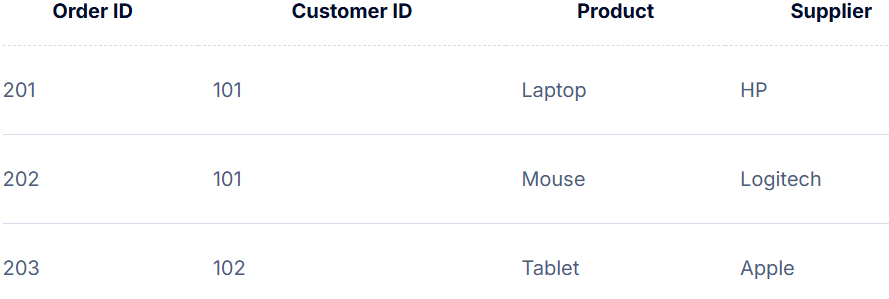 Order ID Customer ID Product Supplier
201 101 Laptop HP
202 101 Mouse Logitech
203 102 Tablet Apple